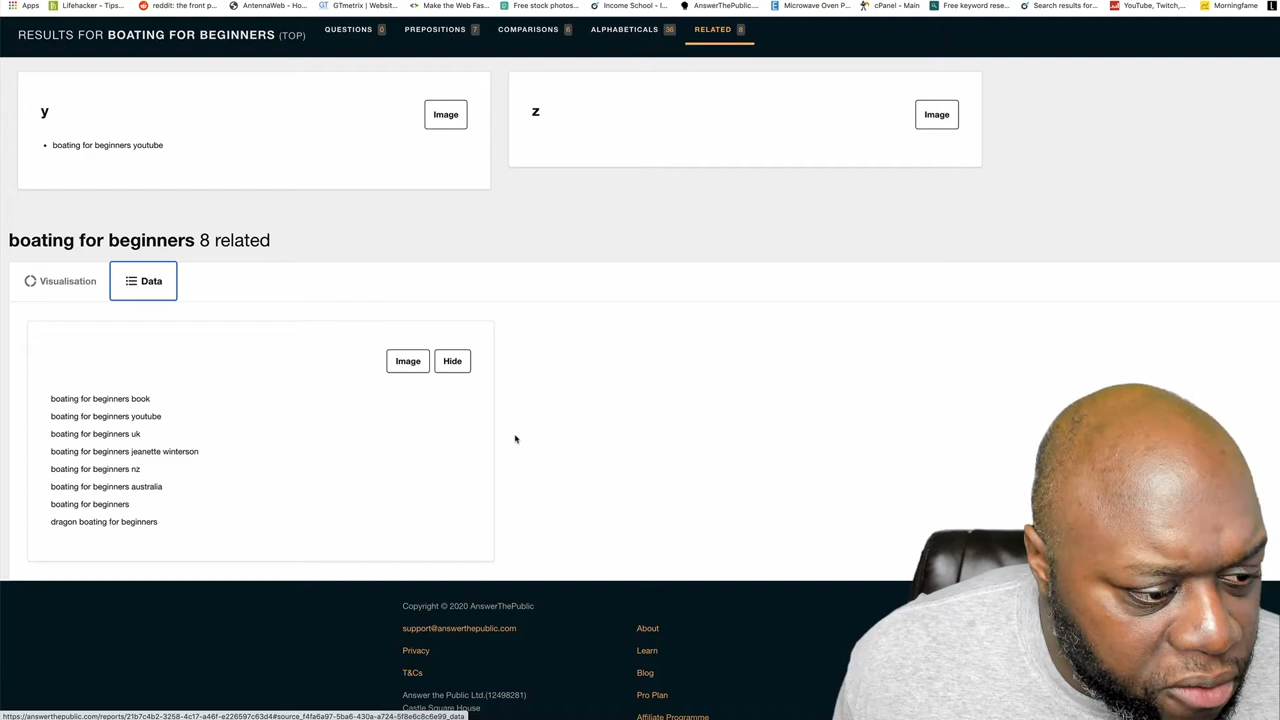 Apps
Lifehacker - Tips...
reddit: the front p...
AntennaWeb - Ho...
GTmetrix | Websit...
Make the Web Fas...
Free stock photos...
Income School - I...
AnswerThePublic....
Microwave Oven P...
cPanel - Main
Free keyword rese...
Search results for...
YouTube, Twitch,...
Morningfame
RESULTS FOR BOATING FOR BEGINNERS (TOP)
QUESTIONS 0
PREPOSITIONS 7
COMPARISONS 6
ALPHABETICALS 36
RELATED 8
y
Image
boating for beginners youtube
z
Image
boating for beginners 8 related
Visualisation
Data
Image
Hide
boating for beginners book
boating for beginners youtube
boating for beginners uk
boating for beginners jeanette winterson
boating for beginners nz
boating for beginners australia
boating for beginners
dragon boating for beginners
Copyright © 2020 AnswerThePublic
support@answerthepublic.com
Privacy
T&Cs
Answer the Public Ltd.(12498281)
Castle Square House
About
Learn
Blog
Pro Plan
Affiliate Programme